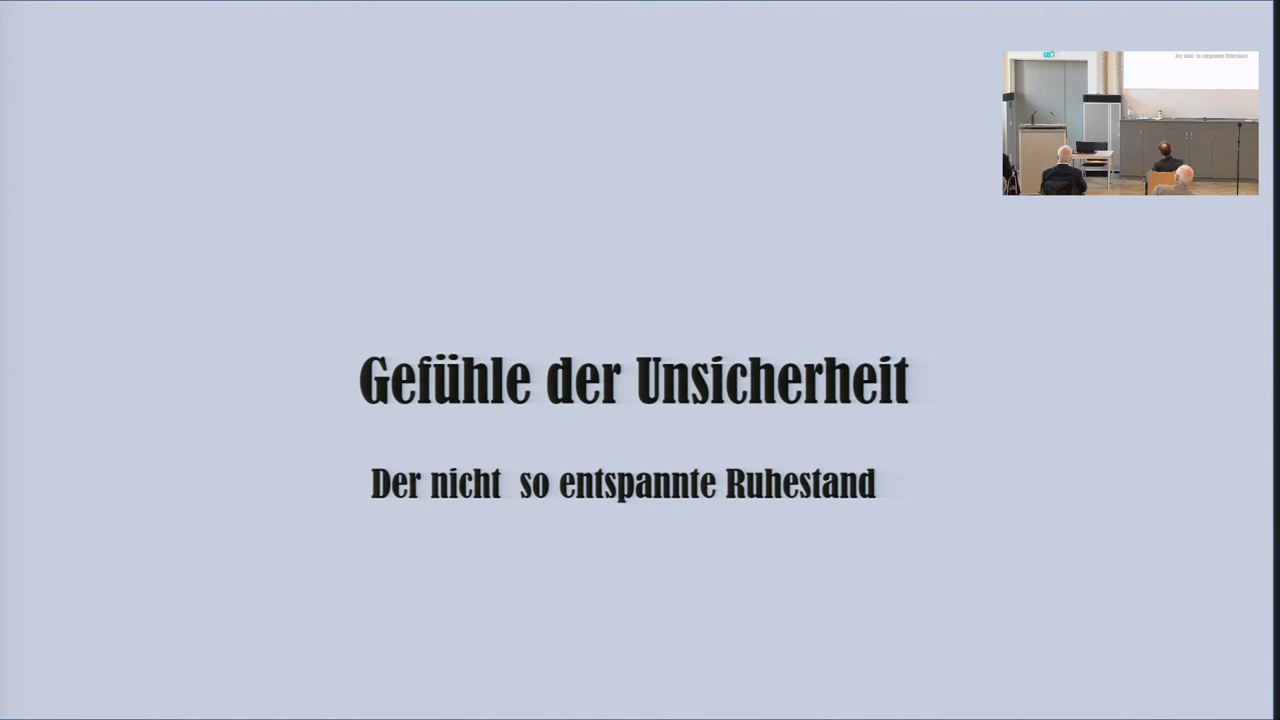 Gefühle der Unsicherheit
Der nicht so entspannte Ruhestand